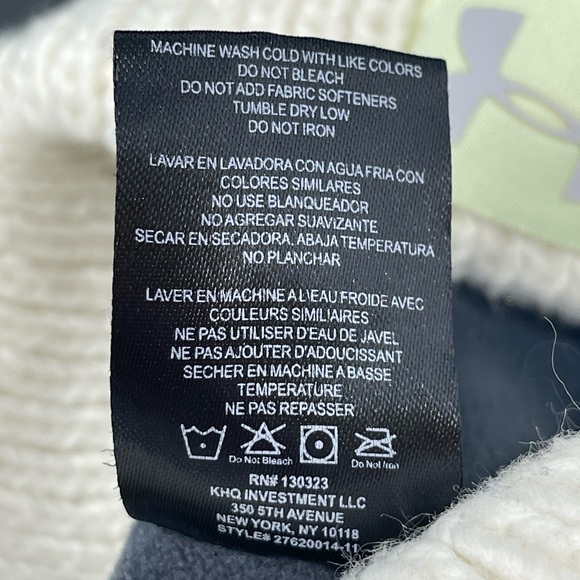 MACHINE WASH COLD WITH LIKE COLORS
DO NOT BLEACH
DO NOT ADD FABRIC SOFTENERS
TUMBLE DRY LOW
DO NOT IRON
LAVAR EN LAVADORA CON AGUA FRIA CON
COLORES SIMILARES
NO USE BLANQUEADOR
NO AGREGAR SUAVIZANTE
SECAR EN SECADORA, ABAJA TEMPERATURA
NO PLANCHAR
LAVER EN MACHINE A L'EAU FROIDE AVEC
COULEURS SIMILIAIRES
NE PAS UTILISER D'EAU DE JAVEL
NE PAS AJOUTER D'ADOUCISSANT
SECHER EN MACHINE A BASSE
TEMPERATURE
NE PAS REPASSER
Do Not Bleach Do Not Iron
RN# 130323
KHQ INVESTMENT LLC
350 5TH AVENUE
NEW YORK, NY 10118
STYLE# 27620014-11